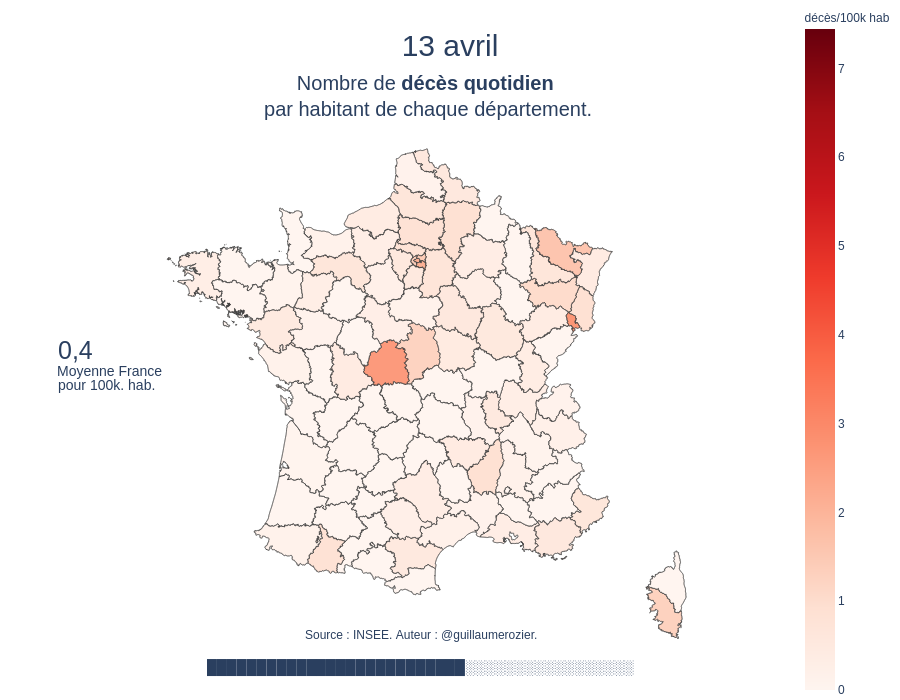 décès/100k hab
13 avril
Nombre de décès quotidien
par habitant de chaque département.
7
6
5
4
3
2
1
0
0,4
Moyenne France
pour 100k. hab.
Source : INSEE. Auteur : @guillaumerozier.